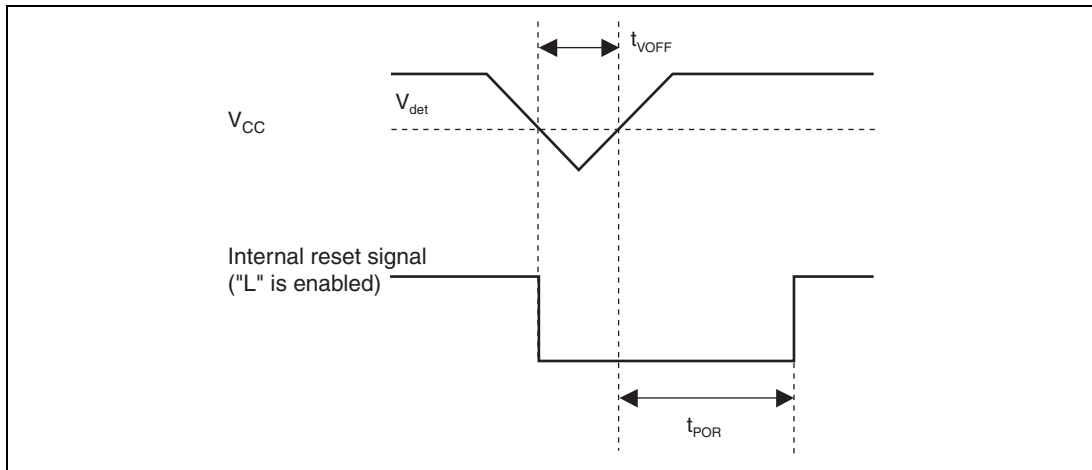 tVOFF
Vdet
VCC
Internal reset signal
("L" is enabled)
tPOR